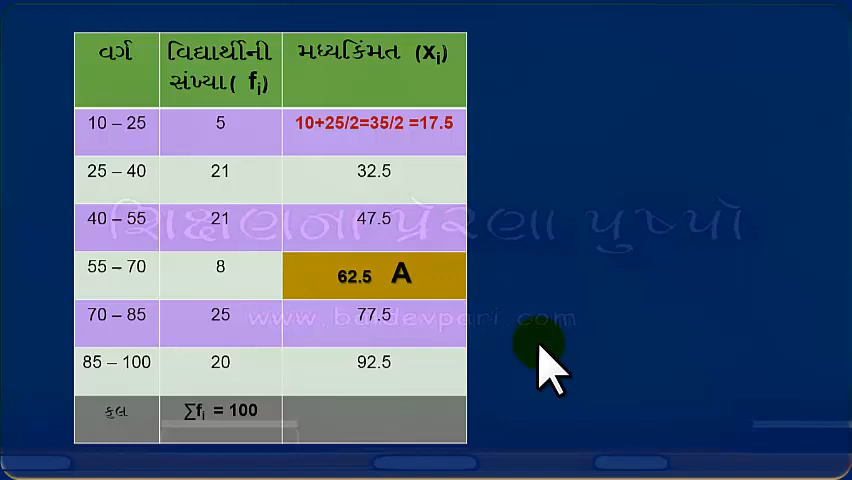 વર્ગ વિદ્યાર્થીની સંખ્યા ( fi) મધ્યકિંમત (xi)
10 – 25 5 10+25/2=35/2 =17.5
25 – 40 21 32.5
40 – 55 21 47.5
શિક્ષણના પ્રેરણા પુષ્પો
55 – 70 8 62.5 A
70 – 85 25 77.5
www.baldevpari.com
85 – 100 20 92.5
કુલ ∑fi = 100